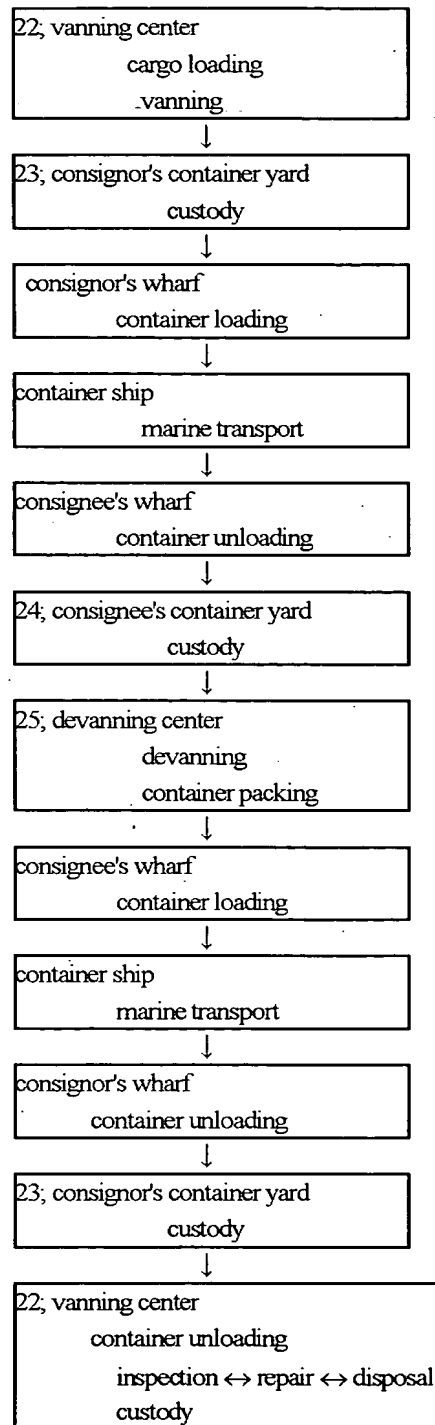 22; vanning center
cargo loading
vanning
↓
23; consignor's container yard
custody
↓
consignor's wharf
container loading
↓
container ship
marine transport
↓
consignee's wharf
container unloading
↓
24; consignee's container yard
custody
↓
25; devanning center
devanning
container packing
↓
consignee's wharf
container loading
↓
container ship
marine transport
↓
consignor's wharf
container unloading
↓
23; consignor's container yard
custody
↓
22; vanning center
container unloading
inspection ↔ repair ↔ disposal
custody